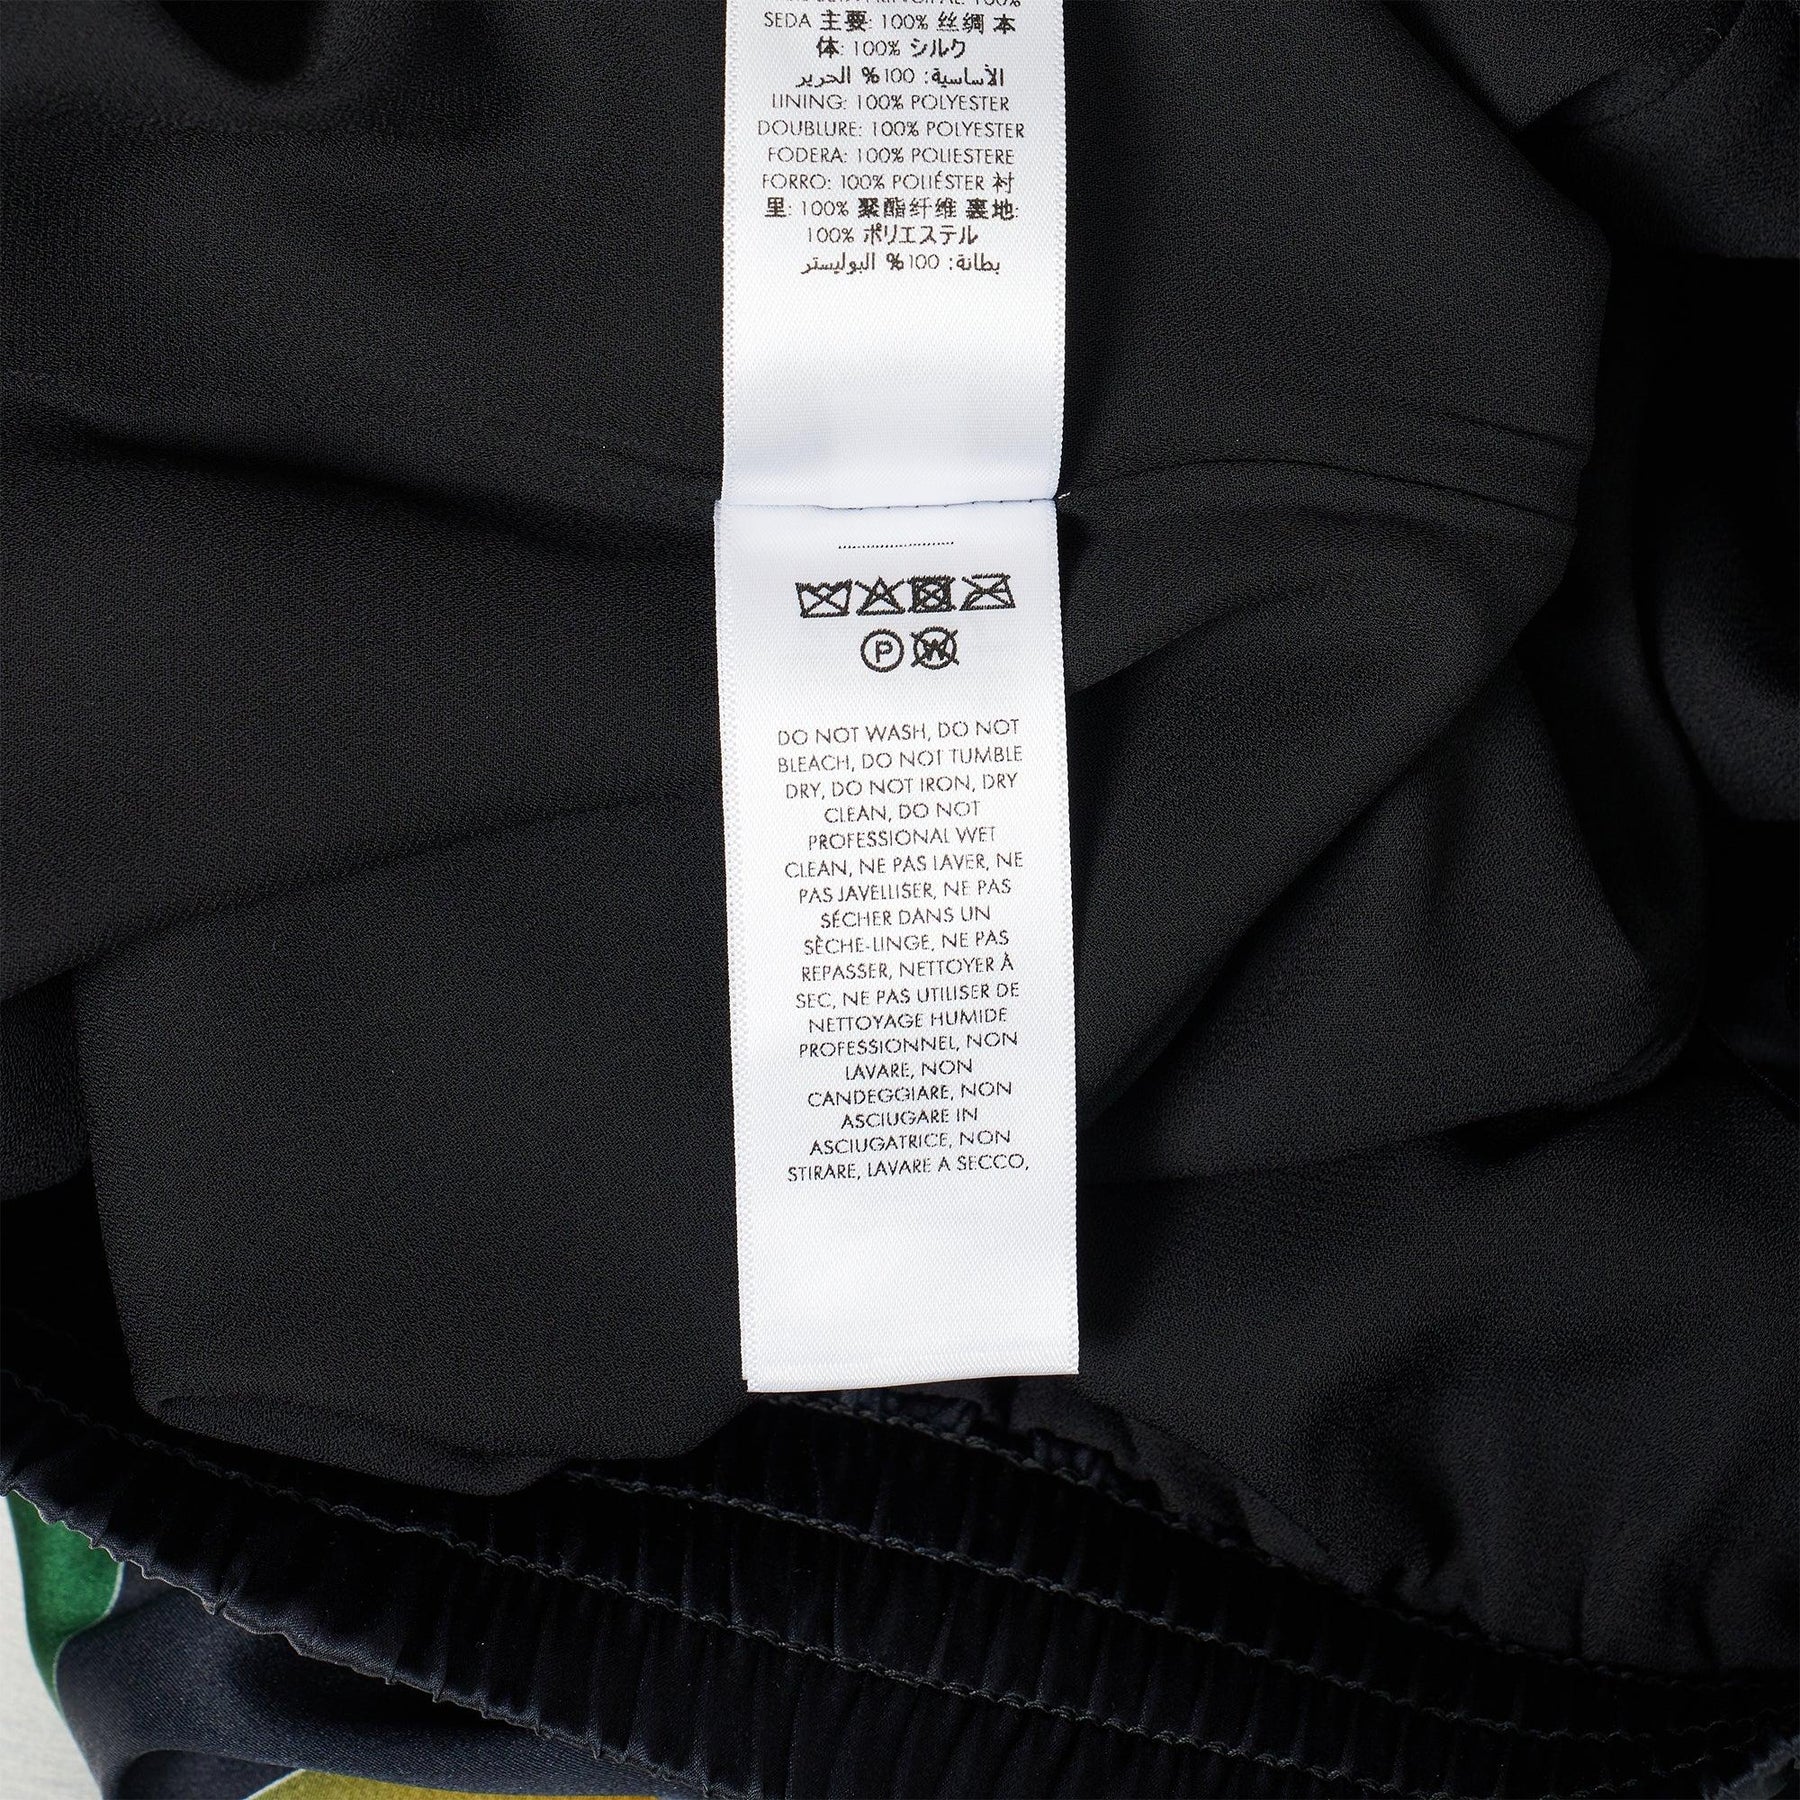 PRINCIPAL: 100%
SEDA 主要: 100% 丝绸 本
体: 100% シルク
الأساسية: 100% الحرير
LINING: 100% POLYESTER
DOUBLURE: 100% POLYESTER
FODERA: 100% POLIESTERE
FORRO: 100% POLIÉSTER 衬
里: 100% 聚酯纤维 裏地:
100% ポリエステル
بطانة: 100% البوليستر
P W
DO NOT WASH, DO NOT
BLEACH, DO NOT TUMBLE
DRY, DO NOT IRON, DRY
CLEAN, DO NOT
PROFESSIONAL WET
CLEAN, NE PAS LAVER, NE
PAS JAVELLISER, NE PAS
SÉCHER DANS UN
SÈCHE-LINGE, NE PAS
REPASSER, NETTOYER À
SEC, NE PAS UTILISER DE
NETTOYAGE HUMIDE
PROFESSIONNEL, NON
LAVARE, NON
CANDEGGIARE, NON
ASCIUGARE IN
ASCIUGATRICE, NON
STIRARE, LAVARE A SECCO,